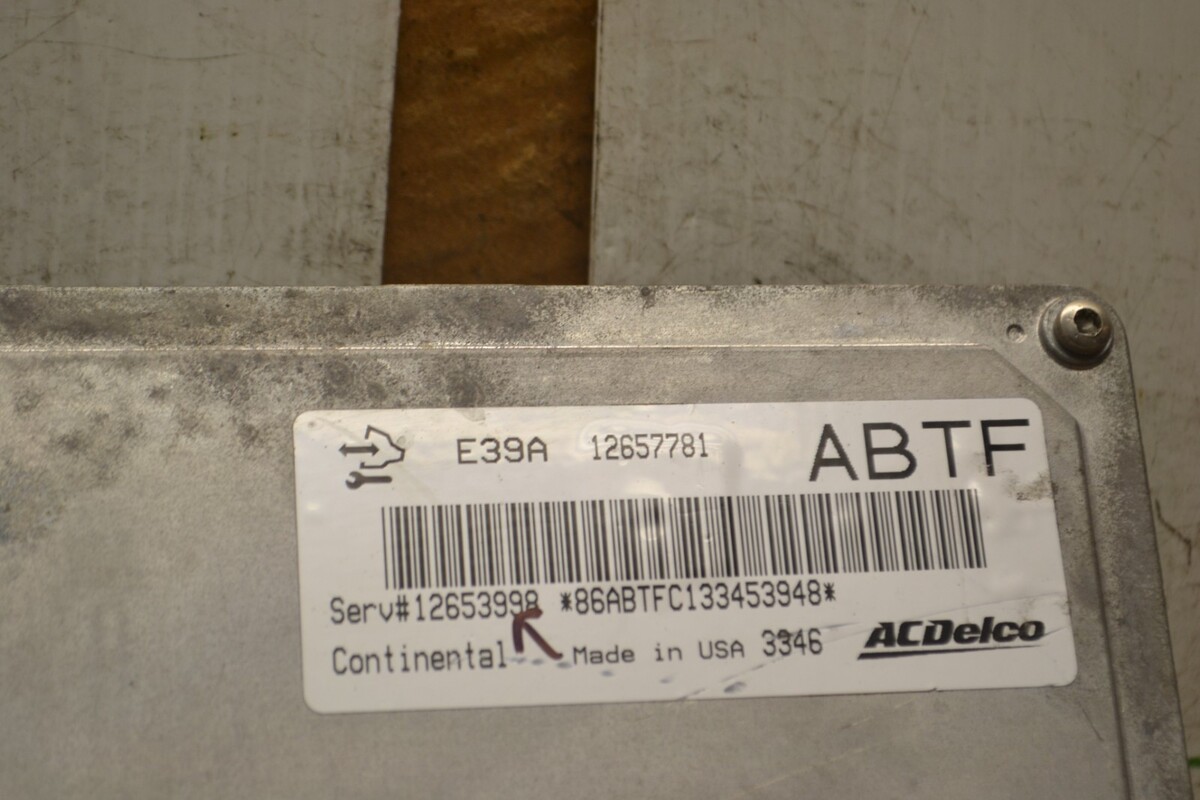 E39A 12657781 ABTF
Serv#12653998 *86ABTFC133453948*
Continental R Made in USA 3346 ACDelco